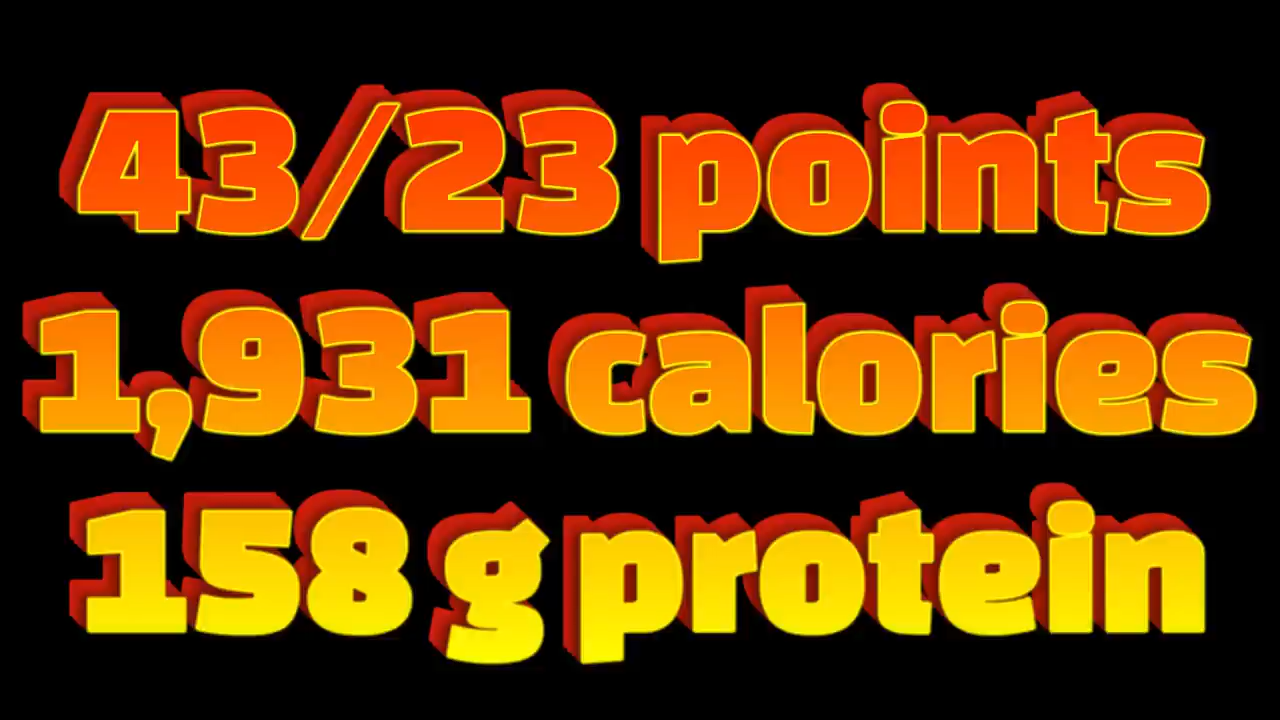 43/23 points
1,931 calories
158 g protein